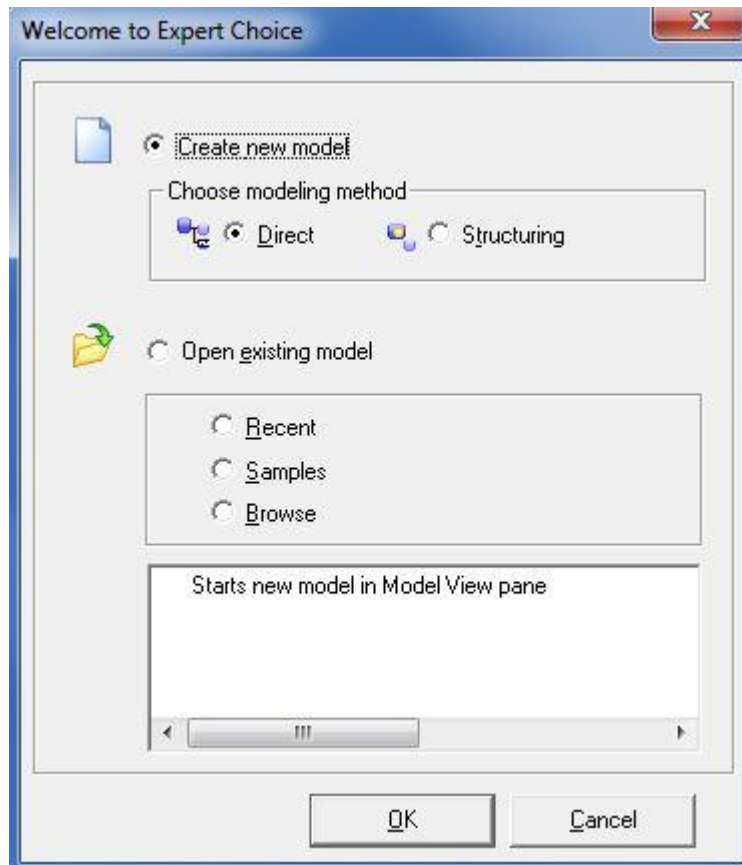 Welcome to Expert Choice
Create new model
Choose modeling method
Direct
Structuring
Open existing model
Recent
Samples
Browse
Starts new model in Model View pane
OK
Cancel